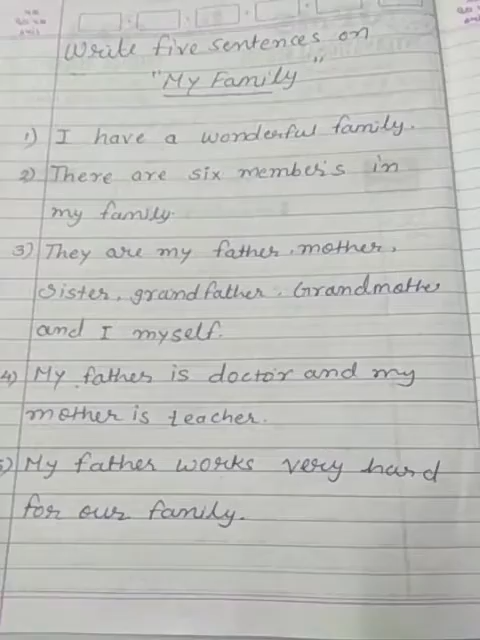 Write five sentences on
"My Family"
1) I have a wonderful family.
2) There are six member's in
my family.
3) They are my father, mother,
sister, grandfather. Grandmother
and I myself.
4) My father is doctor and my
mother is teacher.
5) My father works very hard
for our family.